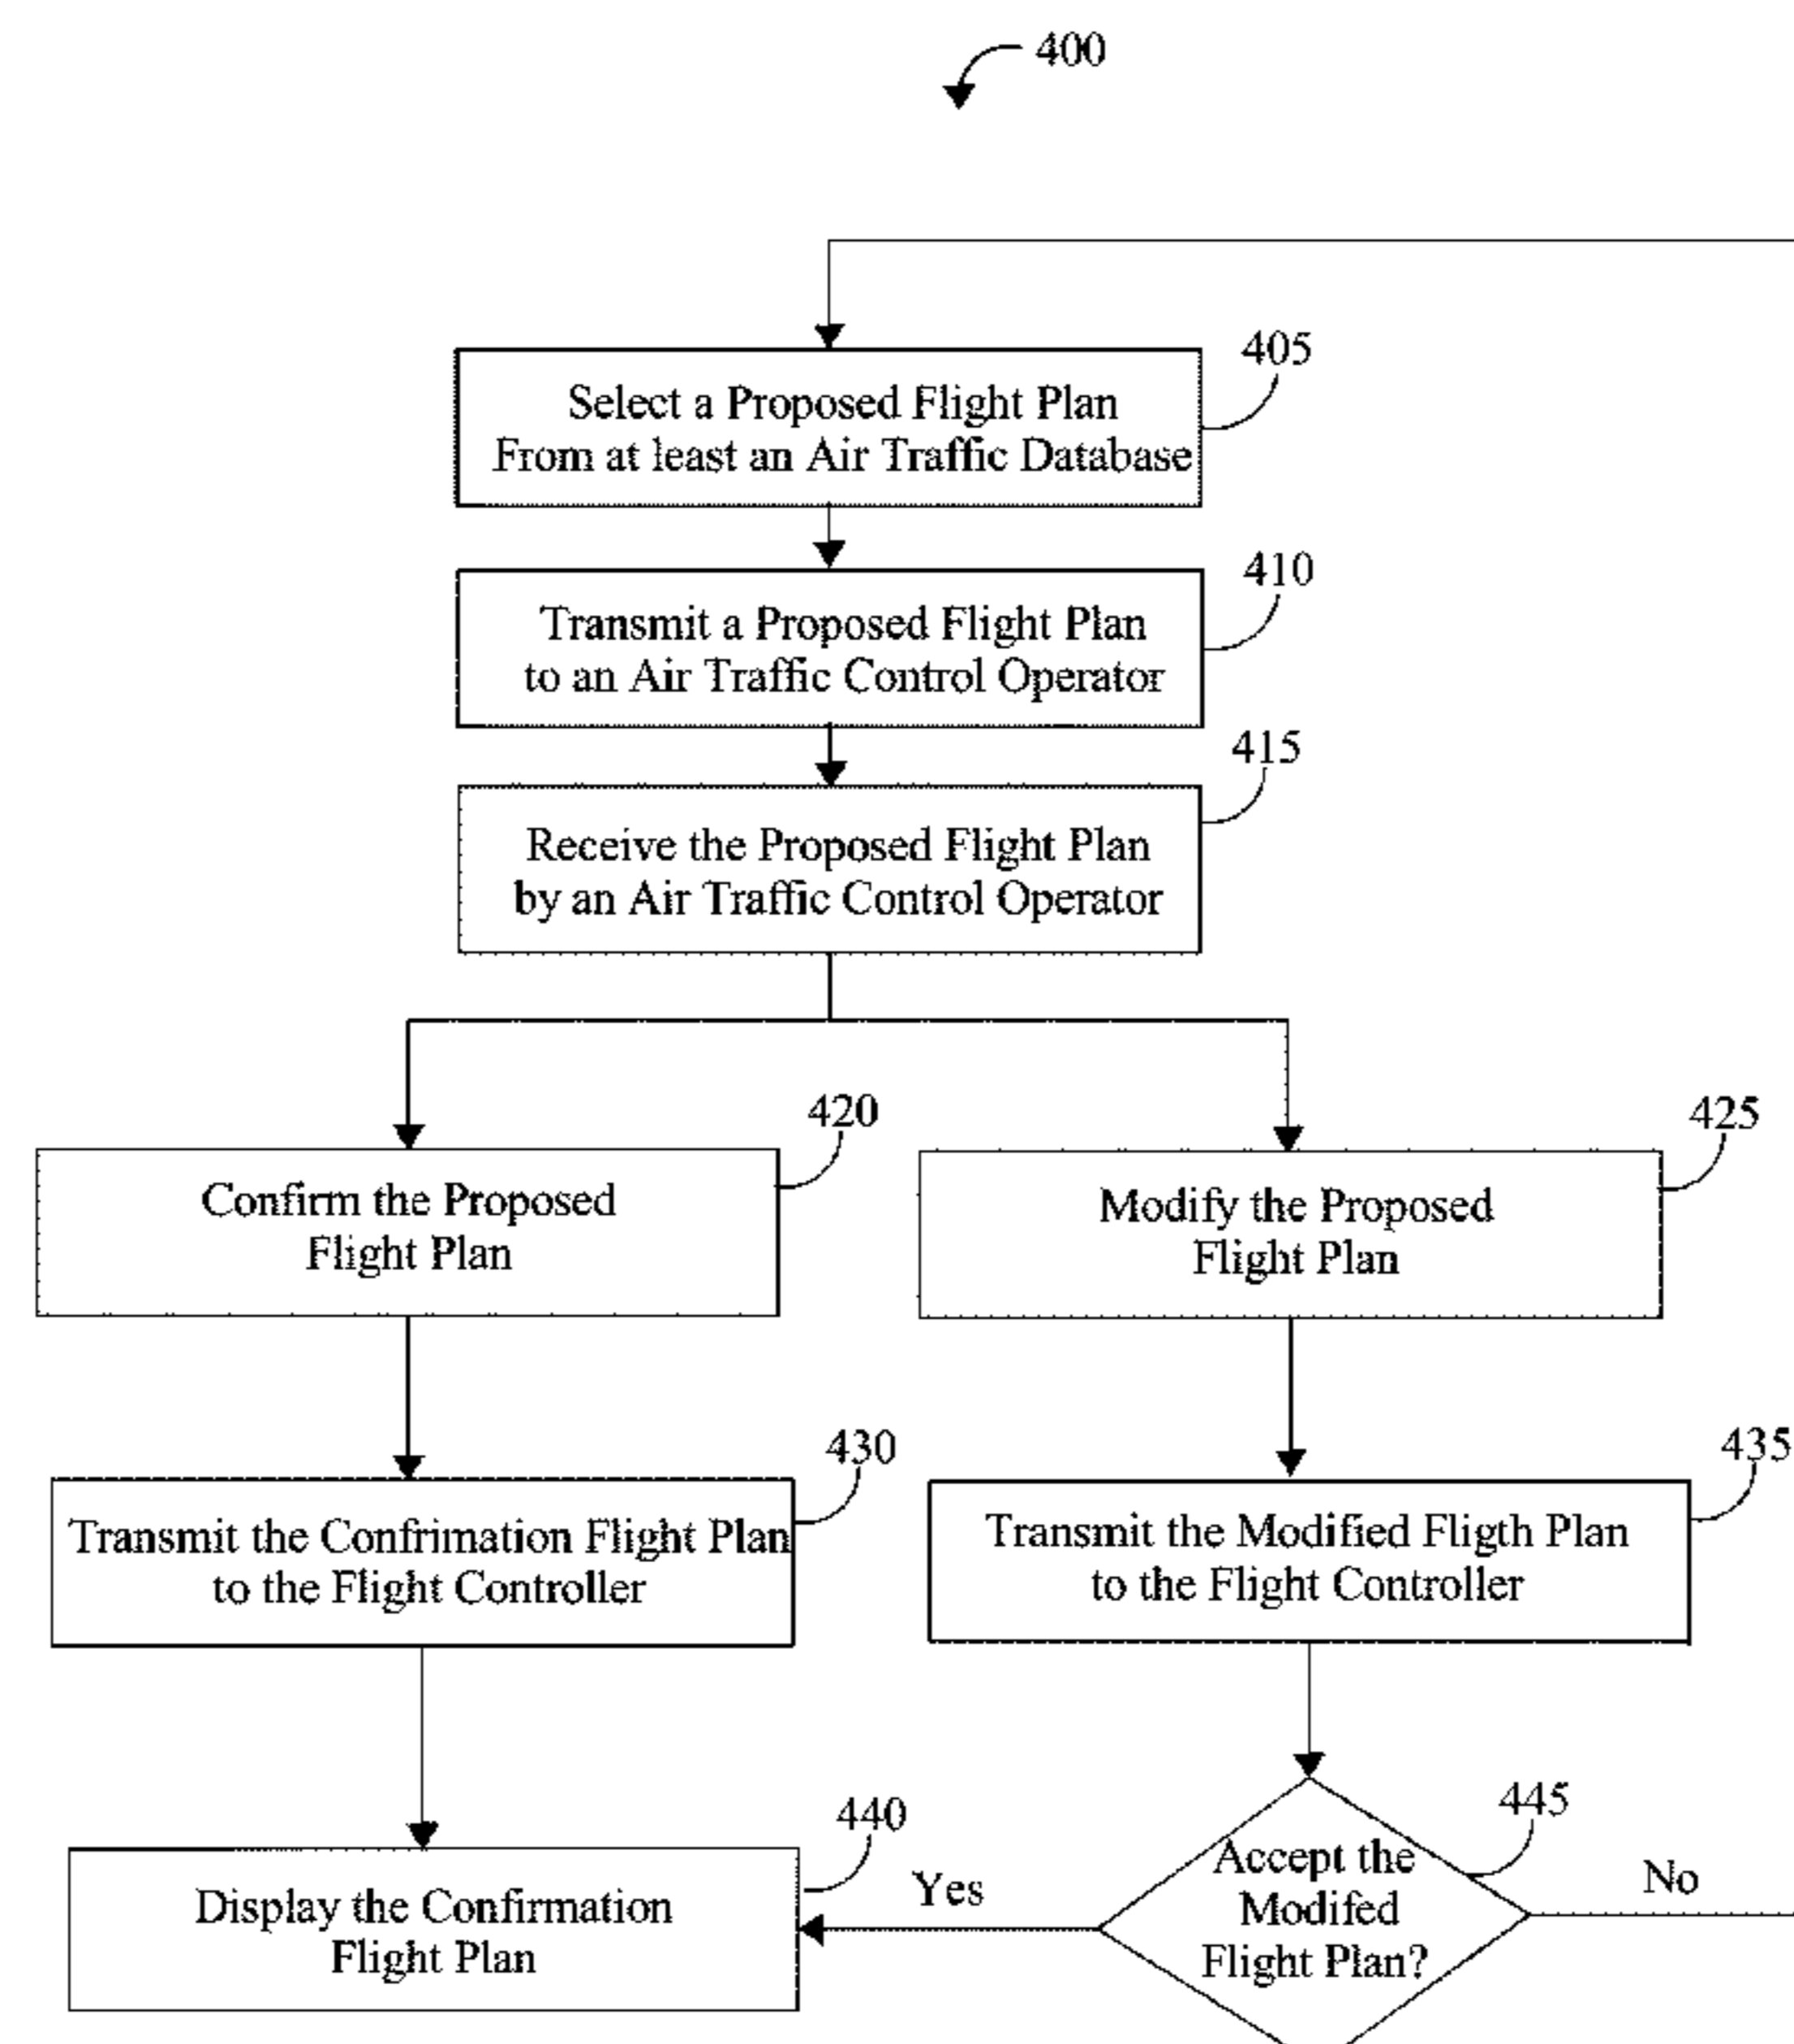 400
405
Select a Proposed Flight Plan
From at least an Air Traffic Database
410
Transmit a Proposed Flight Plan
to an Air Traffic Control Operator
415
Receive the Proposed Flight Plan
by an Air Traffic Control Operator
420
Confirm the Proposed
Flight Plan
425
Modify the Proposed
Flight Plan
430
Transmit the Confrimation Flight Plan
to the Flight Controller
435
Transmit the Modified Fligth Plan
to the Flight Controller
440
Display the Confirmation
Flight Plan
Yes
445
Accept the
Modifed
Flight Plan?
No